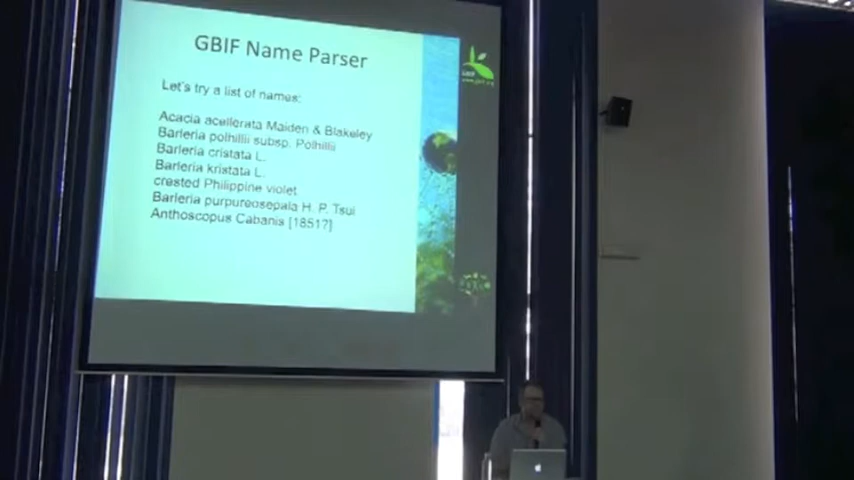 GBIF Name Parser
Let's try a list of names:
Acacia acellerata Maiden & Blakeley
Barleria polhillii subsp. Polhillii
Barleria cristata L.
Barleria kristata L.
crested Philippine violet
Barleria purpureosepala H. P. Tsui
Anthoscopus Cabanis [1851?]